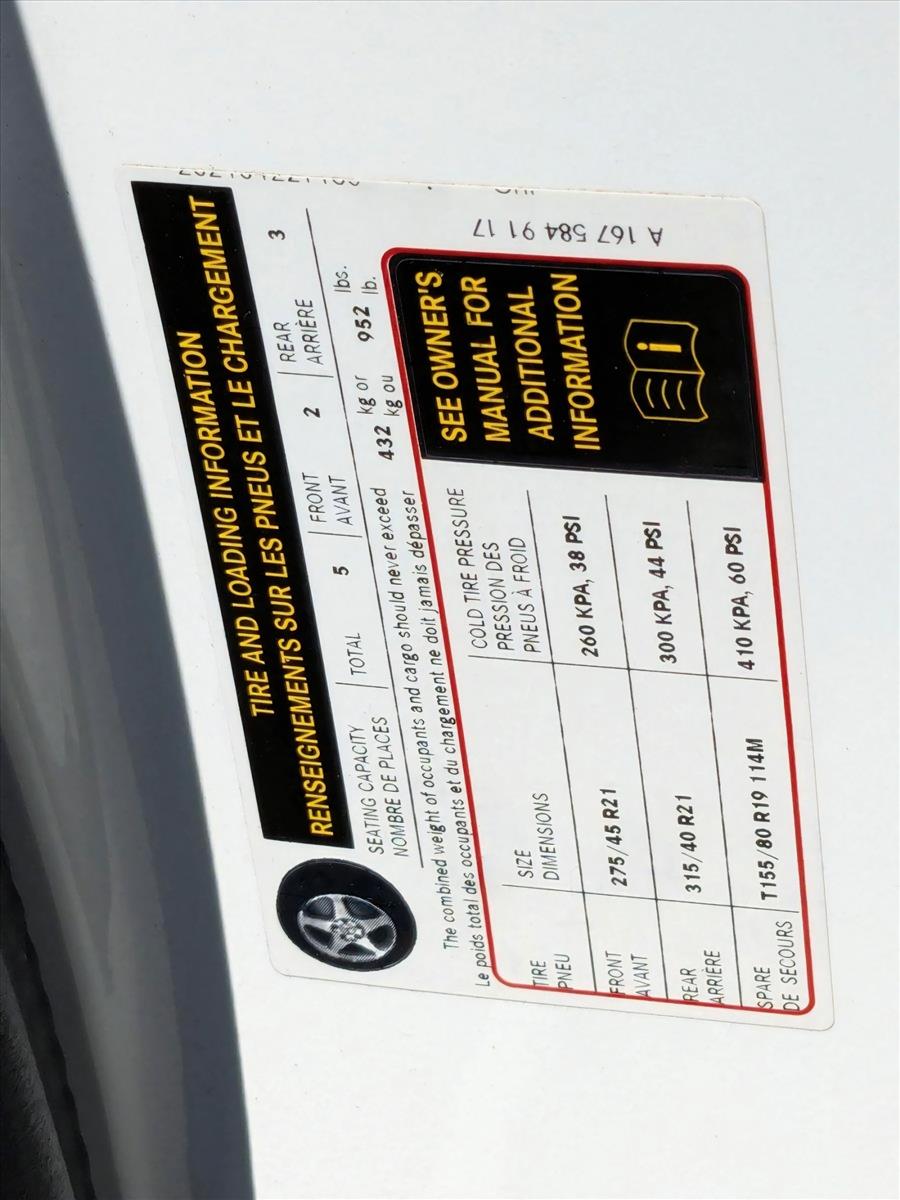 TIRE AND LOADING INFORMATION
RENSEIGNEMENTS SUR LES PNEUS ET LE CHARGEMENT
SEATING CAPACITY TOTAL 5 FRONT 2 REAR 3
NOMBRE DE PLACES AVANT ARRIÈRE
The combined weight of occupants and cargo should never exceed 432 kg or 952 lbs.
Le poids total des occupants et du chargement ne doit jamais dépasser kg ou lb.
TIRE SIZE COLD TIRE PRESSURE
PNEU DIMENSIONS PRESSION DES
PNEUS À FROID
FRONT 275/45 R21 260 KPA, 38 PSI
AVANT
REAR 315/40 R21 300 KPA, 44 PSI
ARRIÈRE
SPARE T155/80 R19 114M 410 KPA, 60 PSI
DE SECOURS
SEE OWNER'S
MANUAL FOR
ADDITIONAL
INFORMATION
A 167 584 91 17